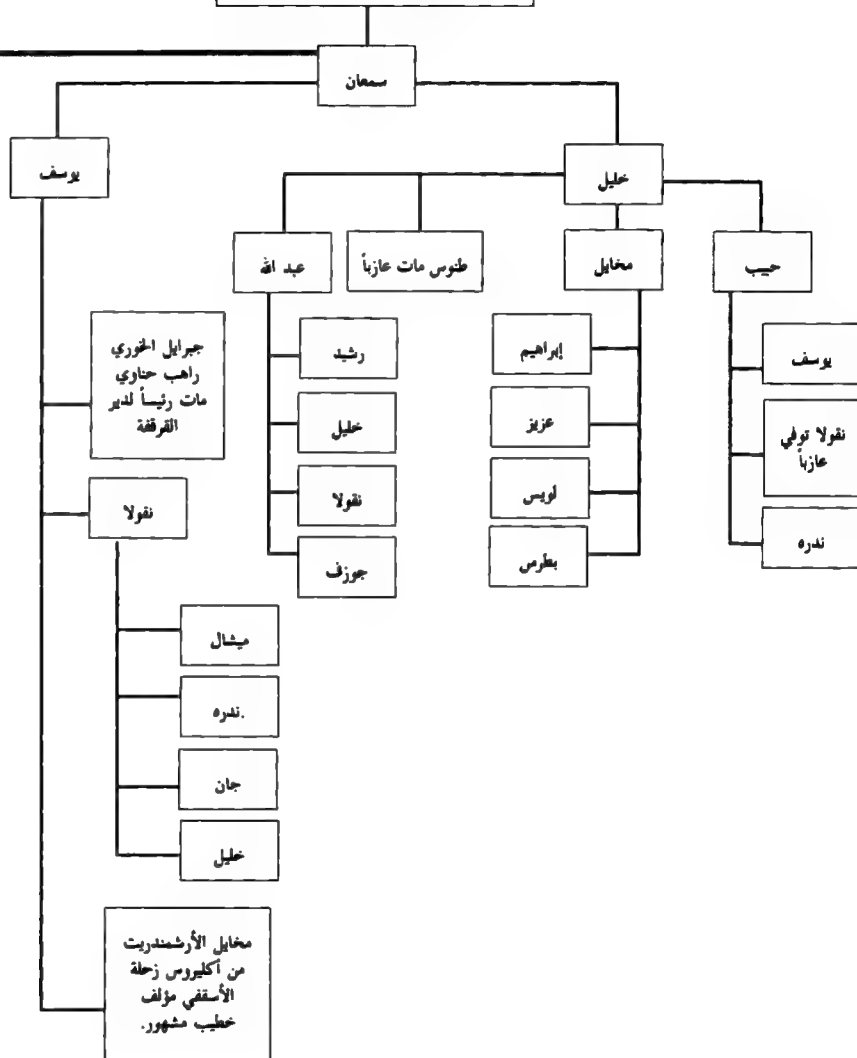 سمعان
يوسف
خليل
حبيب
مخايل
طنوس مات عازباً
عبد الله
يوسف
نقولا توفي
عازباً
ندره
إبراهيم
عزيز
لويس
بطرس
رشيد
خليل
نقولا
جوزف
جبرايل الخوري
راهب حناوي
مات رئيساً لدير
القرقفة
نقولا
ميشال
ندره.
جان
خليل
مخايل الأرشمندريت
من أكليروس زحلة
الأسقفي مؤلف
خطيب مشهور.